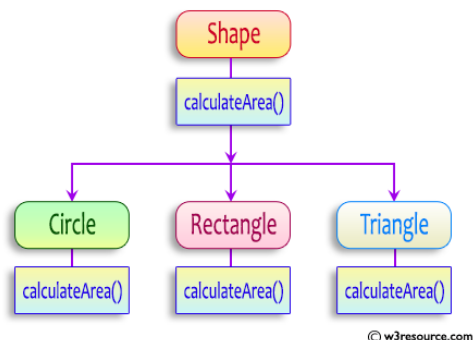 Shape
calculateArea()
Circle
Rectangle
Triangle
calculateArea()
calculateArea()
calculateArea()
© w3resource.com